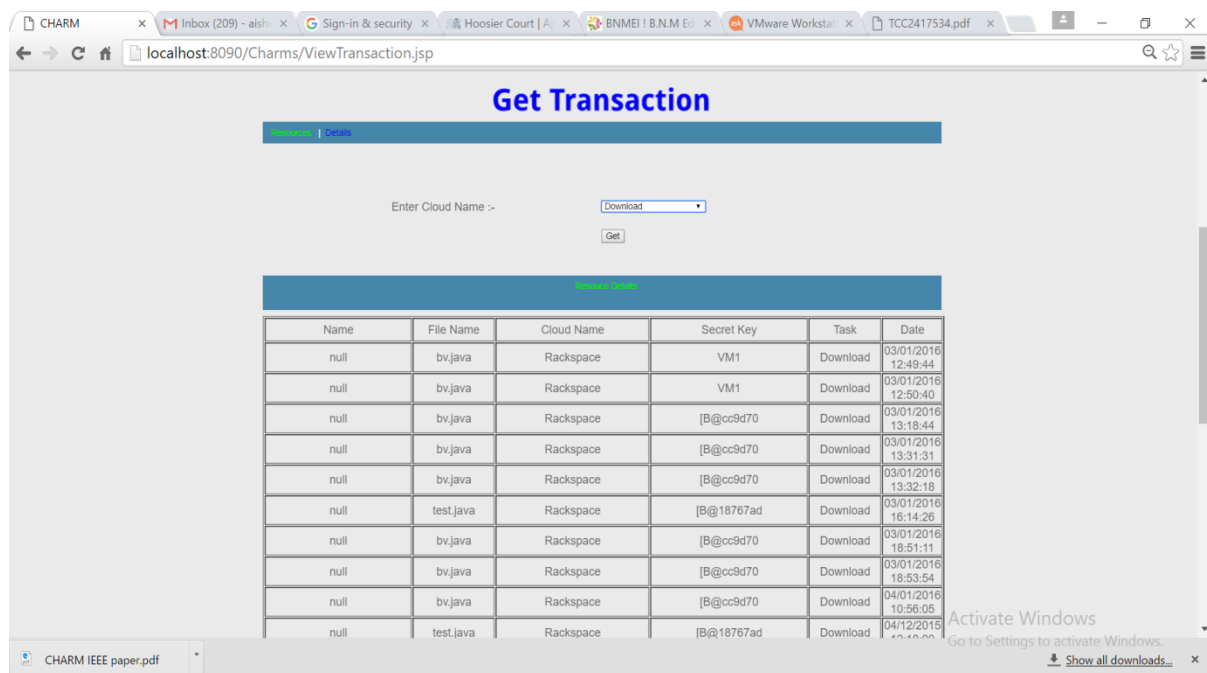 CHARM
Inbox (209) - aish
Sign-in & security
Hoosier Court | A
BNMEI ! B.N.M Ed
VMware Workstat
TCC2417534.pdf
localhost:8090/Charms/ViewTransaction.jsp
Get Transaction
Resources | Details
Enter Cloud Name :-
Download
Get
Resouce Details
Name File Name Cloud Name Secret Key Task Date
null bv.java Rackspace VM1 Download 03/01/2016
12:49:44
null bv.java Rackspace VM1 Download 03/01/2016
12:50:40
null bv.java Rackspace [B@cc9d70 Download 03/01/2016
13:18:44
null bv.java Rackspace [B@cc9d70 Download 03/01/2016
13:31:31
null bv.java Rackspace [B@cc9d70 Download 03/01/2016
13:32:18
null test.java Rackspace [B@18767ad Download 03/01/2016
16:14:26
null bv.java Rackspace [B@cc9d70 Download 03/01/2016
18:51:11
null bv.java Rackspace [B@cc9d70 Download 03/01/2016
18:53:54
null bv.java Rackspace [B@cc9d70 Download 04/01/2016
10:56:05
null test.java Rackspace [B@18767ad Download 04/12/2015
Activate Windows
Go to Settings to activate Windows.
CHARM IEEE paper.pdf
Show all downloads...